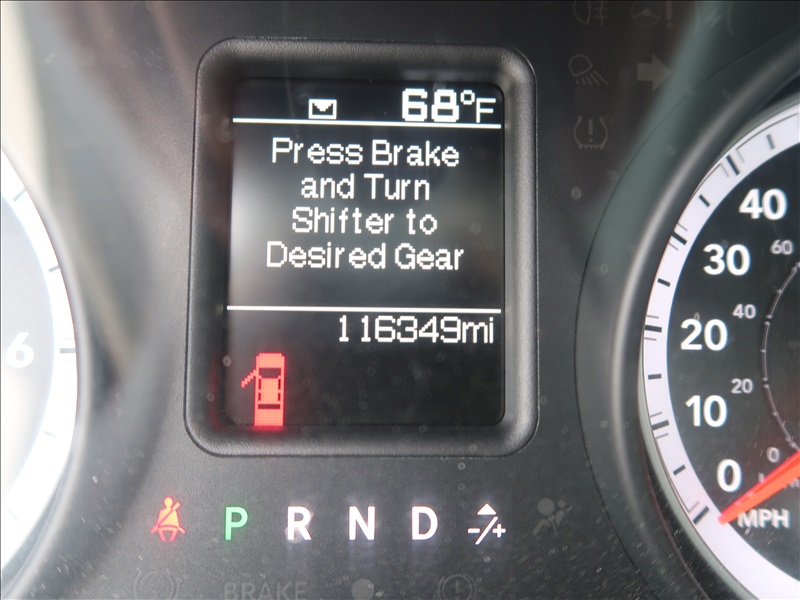 68°F
Press Brake
and Turn
Shifter to
Desired Gear
116349mi
6
40
30
20
10
0
60
40
20
0
MPH
P R N D -/+
BRAKE